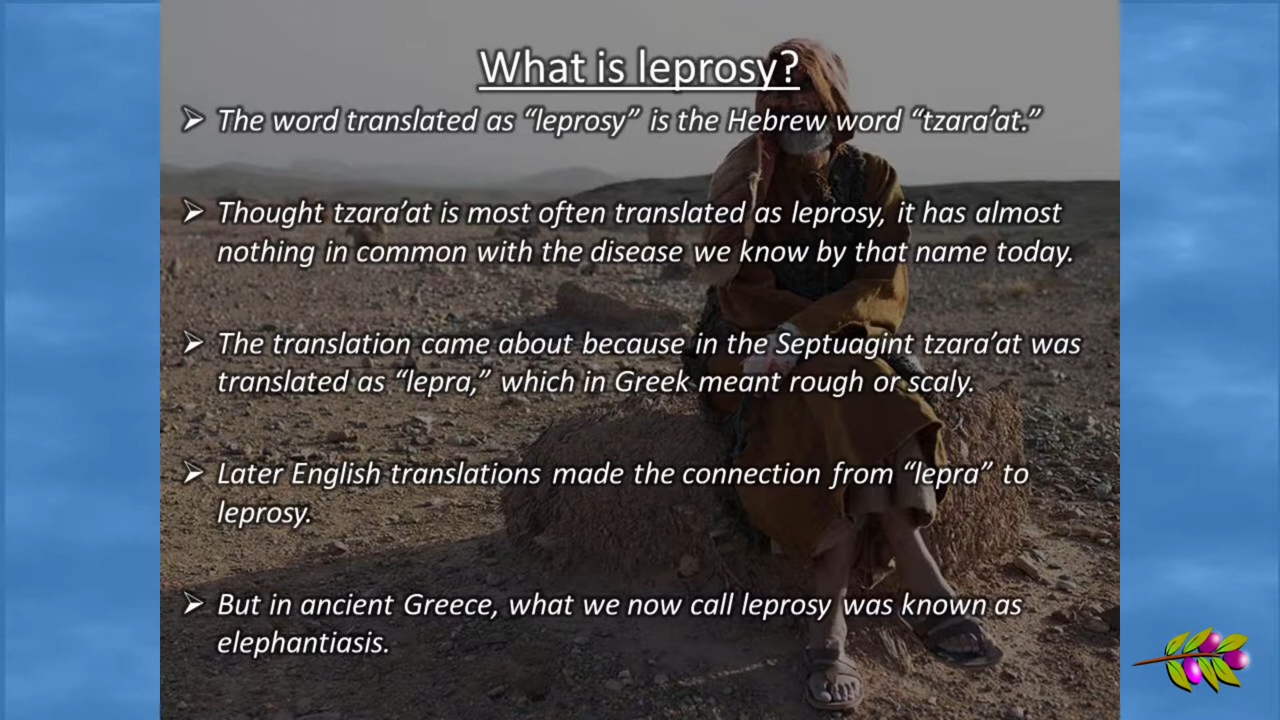 What is leprosy?
➢ The word translated as “leprosy” is the Hebrew word “tzara’at.”
➢ Thought tzara’at is most often translated as leprosy, it has almost
nothing in common with the disease we know by that name today.
➢ The translation came about because in the Septuagint tzara’at was
translated as “lepra,” which in Greek meant rough or scaly.
➢ Later English translations made the connection from “lepra” to
leprosy.
➢ But in ancient Greece, what we now call leprosy was known as
elephantiasis.